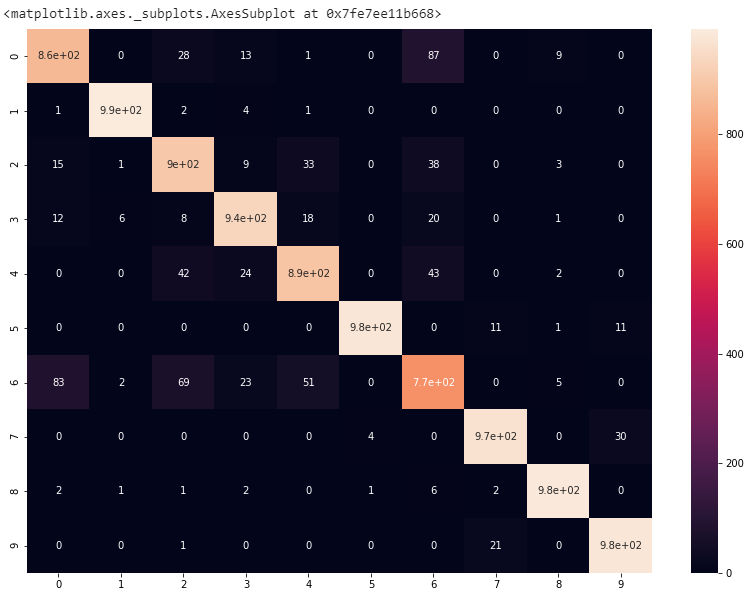 <matplotlib.axes._subplots.AxesSubplot at 0x7fe7ee11b668>
0 8.6e+02 0 28 13 1 0 87 0 9 0
1 1 9.9e+02 2 4 1 0 0 0 0 0
2 15 1 9e+02 9 33 0 38 0 3 0
3 12 6 8 9.4e+02 18 0 20 0 1 0
4 0 0 42 24 8.9e+02 0 43 0 2 0
5 0 0 0 0 0 9.8e+02 0 11 1 11
6 83 2 69 23 51 0 7.7e+02 0 5 0
7 0 0 0 0 0 4 0 9.7e+02 0 30
8 2 1 1 2 0 1 6 2 9.8e+02 0
9 0 0 1 0 0 0 0 21 0 9.8e+02
0 1 2 3 4 5 6 7 8 9
800
600
400
200
0